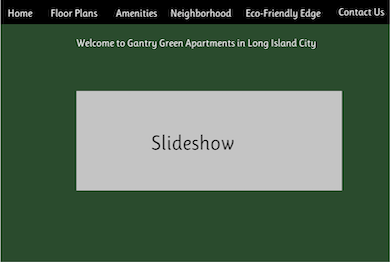 Home Floor Plans Amenities Neighborhood Eco-Friendly Edge Contact Us
Welcome to Gantry Green Apartments in Long Island City
Slideshow